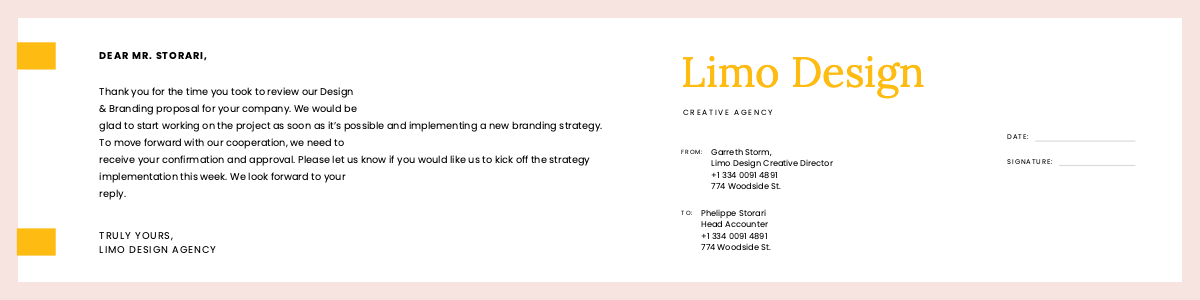 DEAR MR. STORARI,
Thank you for the time you took to review our Design
& Branding proposal for your company. We would be
glad to start working on the project as soon as it's possible and implementing a new branding strategy.
To move forward with our cooperation, we need to
receive your confirmation and approval. Please let us know if you would like us to kick off the strategy
implementation this week. We look forward to your
reply.
TRULY YOURS,
LIMO DESIGN AGENCY
Limo Design
CREATIVE AGENCY
FROM: Garreth Storm,
Limo Design Creative Director
+1 334 0091 4891
774 Woodside St.
TO: Phelippe Storari
Head Accounter
+1 334 0091 4891
774 Woodside St.
DATE:
SIGNATURE: